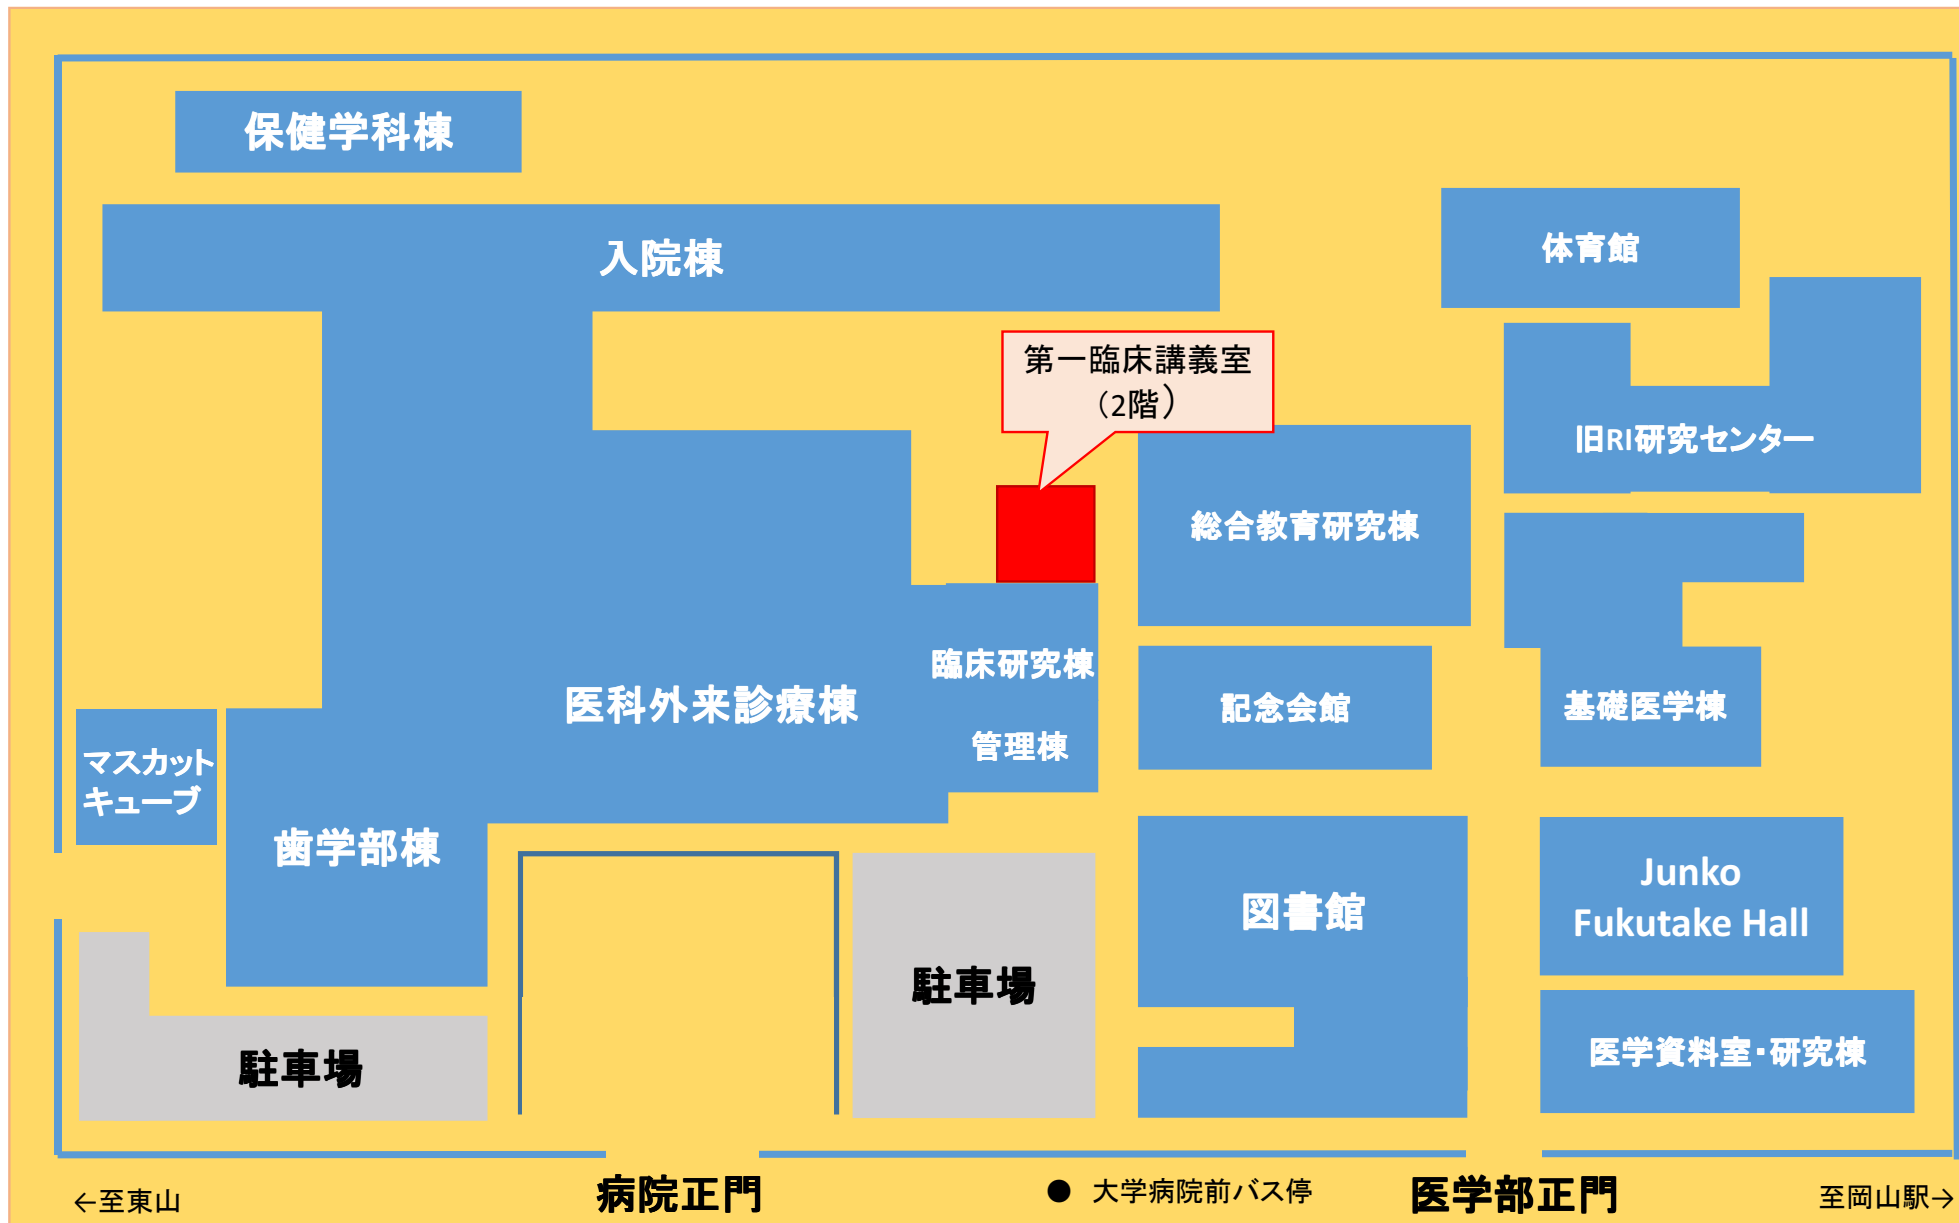 保健学科棟
入院棟
体育館
第一臨床講義室
（2階）
旧RI研究センター
総合教育研究棟
臨床研究棟
管理棟
医科外来診療棟
記念会館
基礎医学棟
マスカット
キューブ
歯学部棟
図書館
Junko
Fukutake Hall
駐車場
駐車場
医学資料室・研究棟
←至東山
病院正門
● 大学病院前バス停
医学部正門
至岡山駅→